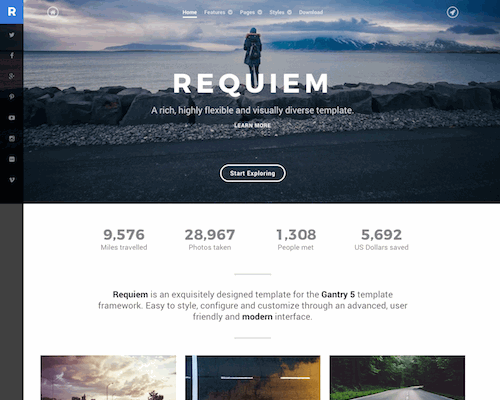 R
Home Features Pages Styles Download
REQUIEM
A rich, highly flexible and visually diverse template.
LEARN MORE
Start Exploring
9,576 28,967 1,308 5,692
Miles travelled Photos taken People met US Dollars saved
Requiem is an exquisitely designed template for the Gantry 5 template
framework. Easy to style, configure and customize through an advanced, user
friendly and modern interface.